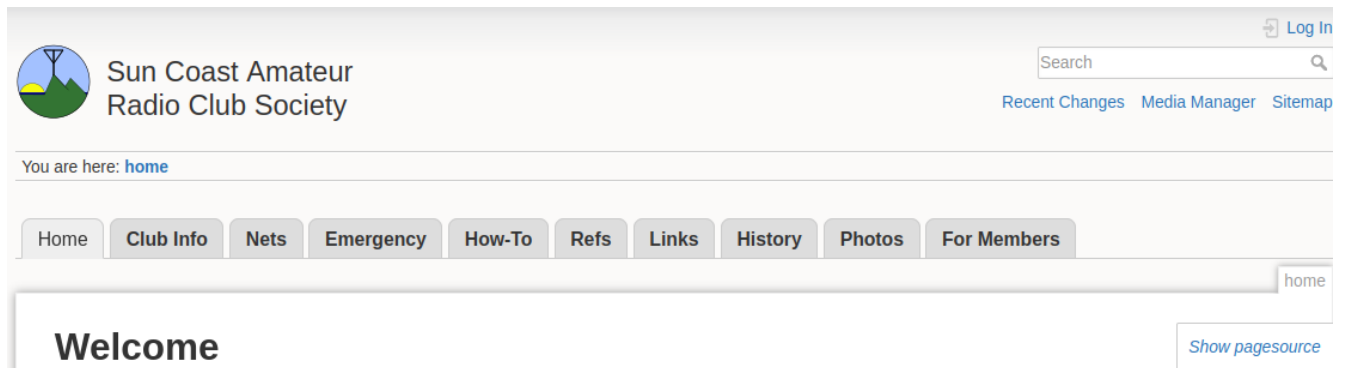 Log In
Sun Coast Amateur
Radio Club Society
Search
Recent Changes Media Manager Sitemap
You are here: home
Home Club Info Nets Emergency How-To Refs Links History Photos For Members
home
Welcome
Show pagesource